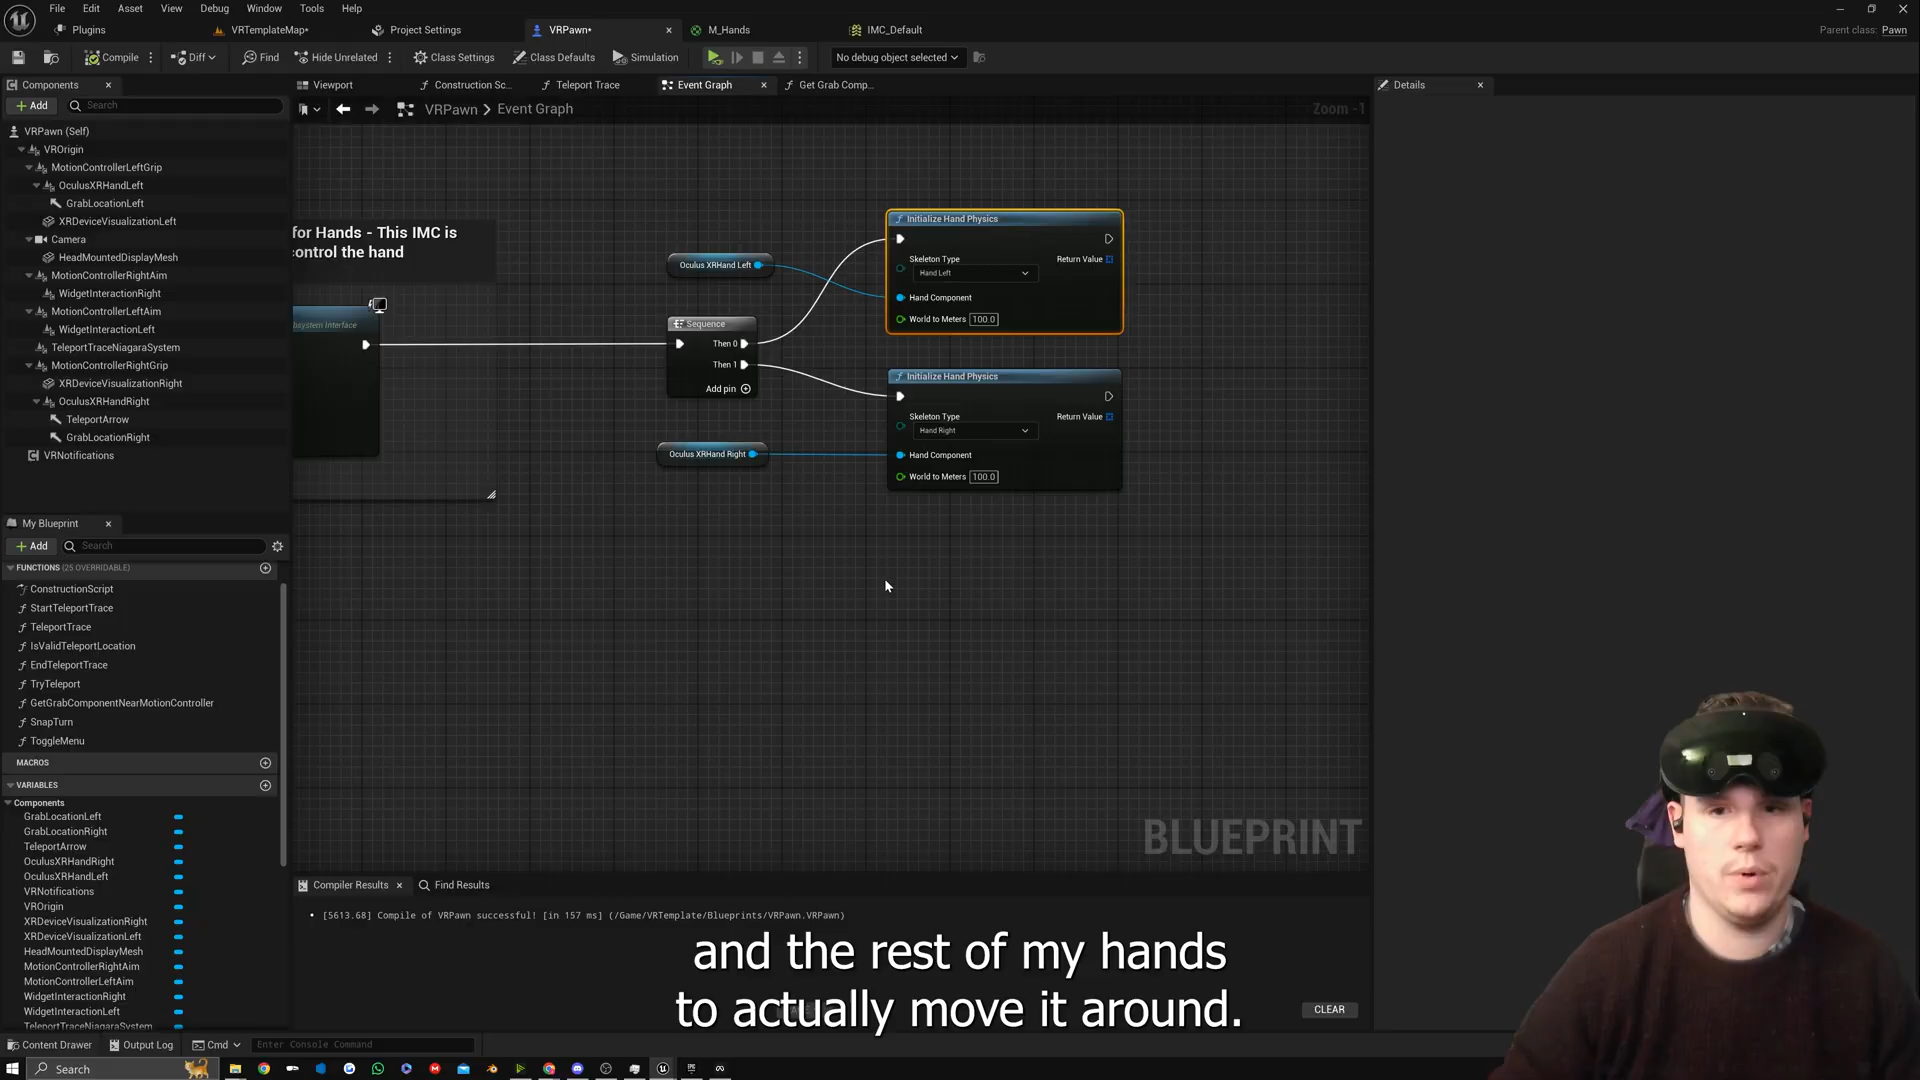 File Edit Asset View Debug Window Tools Help
Plugins VRTemplateMap* Project Settings VRPawn* M_Hands IMC_Default Parent class: Pawn
Compile Diff Find Hide Unrelated Class Settings Class Defaults Simulation No debug object selected
Components
Add Search
VRPawn (Self)
VROrigin
MotionControllerLeftGrip
OculusXRHandLeft
GrabLocationLeft
XRDeviceVisualizationLeft
Camera
HeadMountedDisplayMesh
MotionControllerRightAim
WidgetInteractionRight
MotionControllerLeftAim
WidgetInteractionLeft
TeleportTraceNiagaraSystem
MotionControllerRightGrip
XRDeviceVisualizationRight
OculusXRHandRight
TeleportArrow
GrabLocationRight
VRNotifications
My Blueprint
Add Search
FUNCTIONS (25 OVERRIDABLE)
ConstructionScript
StartTeleportTrace
TeleportTrace
IsValidTeleportLocation
EndTeleportTrace
TryTeleport
GetGrabComponentNearMotionController
SnapTurn
ToggleMenu
MACROS
VARIABLES
Components
GrabLocationLeft
GrabLocationRight
TeleportArrow
OculusXRHandRight
OculusXRHandLeft
VRNotifications
VROrigin
XRDeviceVisualizationRight
XRDeviceVisualizationLeft
HeadMountedDisplayMesh
MotionControllerRightAim
MotionControllerLeftAim
WidgetInteractionRight
WidgetInteractionLeft
TeleportTraceNiagaraSystem
Viewport Construction Sc... Teleport Trace Event Graph Get Grab Comp...
VRPawn > Event Graph Zoom -1
for Hands - This IMC is
control the hand
bsystem Interface
Oculus XRHand Left
Sequence
Then 0
Then 1
Add pin
Oculus XRHand Right
Initialize Hand Physics
Skeleton Type Return Value
Hand Left
Hand Component
World to Meters 100.0
Initialize Hand Physics
Skeleton Type Return Value
Hand Right
Hand Component
World to Meters 100.0
BLUEPRINT
Details
Compiler Results Find Results
[5613.68] Compile of VRPawn successful! [in 157 ms] (/Game/VRTemplate/Blueprints/VRPawn.VRPawn)
and the rest of my hands
to actually move it around.
CLEAR
Content Drawer Output Log Cmd Enter Console Command
Search